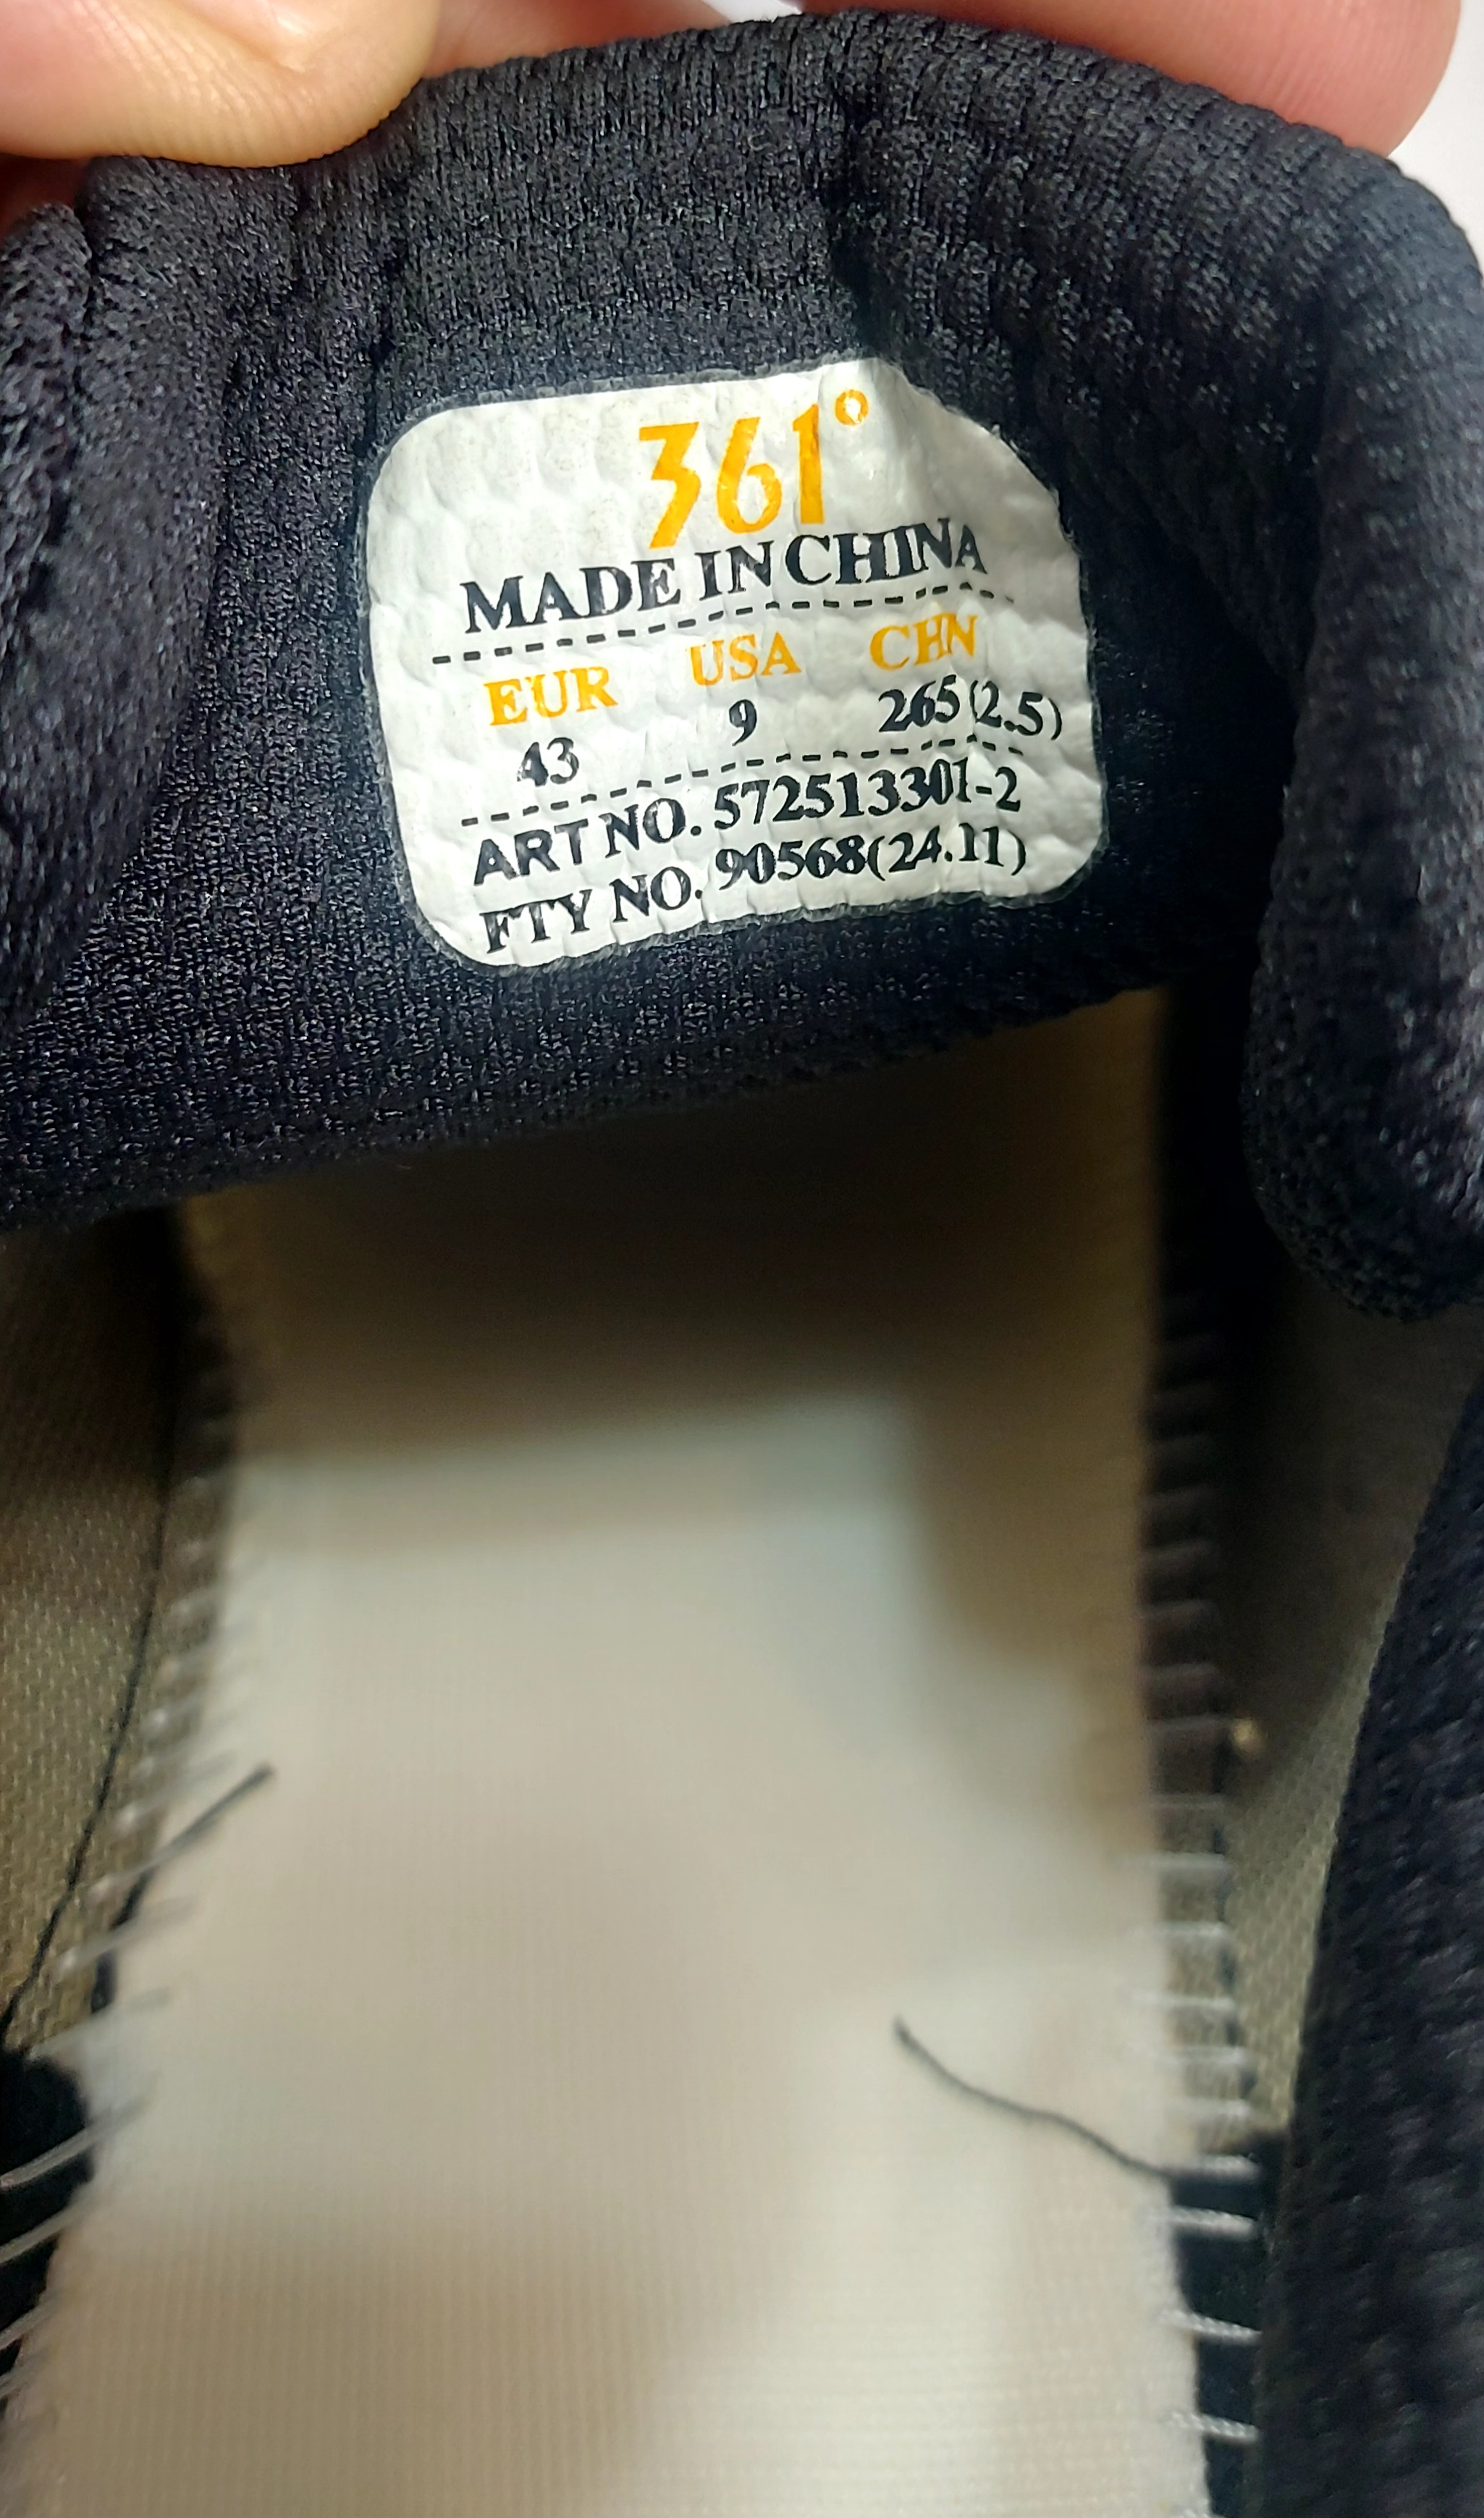 361°
MADE IN CHINA
EUR USA CHN
43 9 265(2.5)
ART NO. 572513301-2
FTY NO. 90568(24.11)